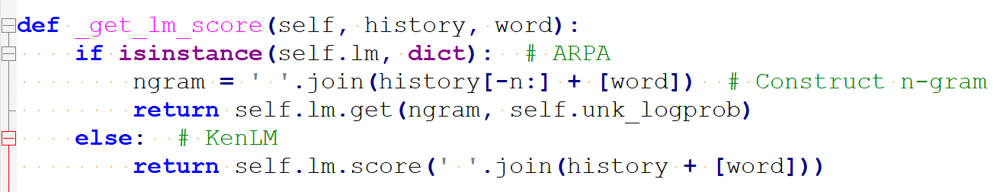 def _get_lm_score(self, history, word):
    if isinstance(self.lm, dict):  # ARPA
        ngram = ' '.join(history[-n:] + [word])  # Construct n-gram
        return self.lm.get(ngram, self.unk_logprob)
    else:  # KenLM
        return self.lm.score(' '.join(history + [word]))